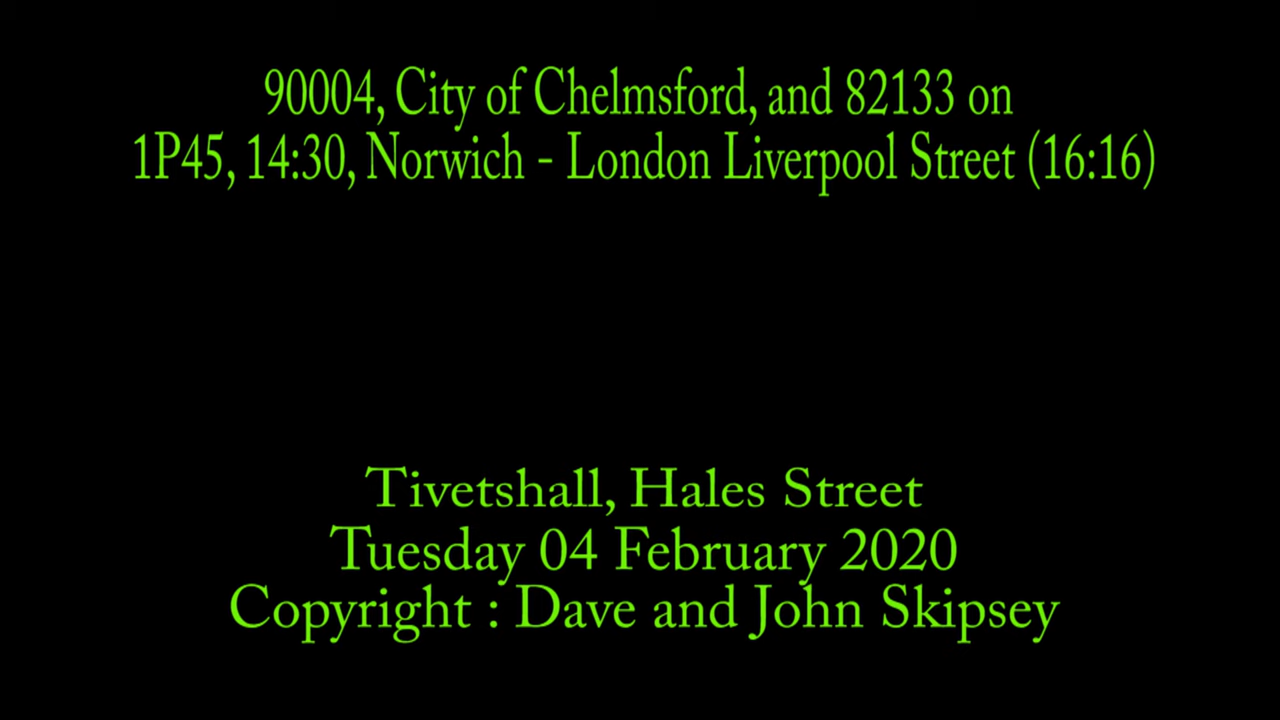 90004, City of Chelmsford, and 82133 on
1P45, 14:30, Norwich - London Liverpool Street (16:16)
Tivetshall, Hales Street
Tuesday 04 February 2020
Copyright : Dave and John Skipsey